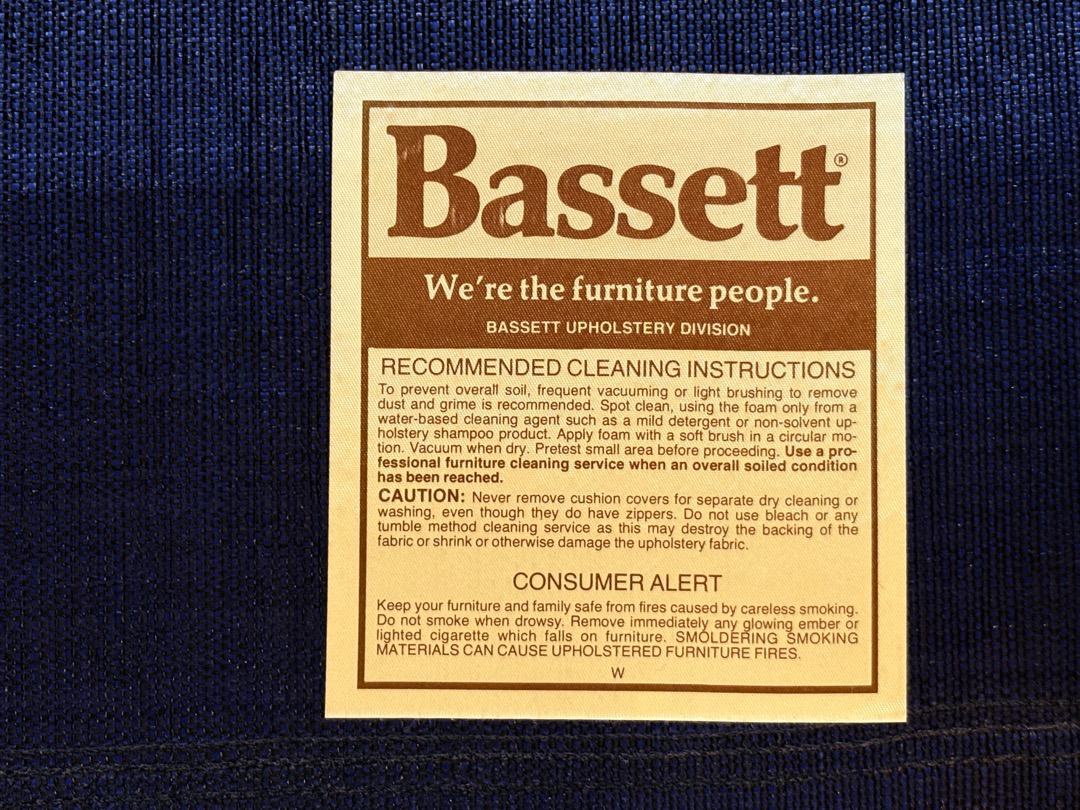 Bassett®
We're the furniture people.
BASSETT UPHOLSTERY DIVISION
RECOMMENDED CLEANING INSTRUCTIONS
To prevent overall soil, frequent vacuuming or light brushing to remove
dust and grime is recommended. Spot clean, using the foam only from a
water-based cleaning agent such as a mild detergent or non-solvent up-
holstery shampoo product. Apply foam with a soft brush in a circular mo-
tion. Vacuum when dry. Pretest small area before proceeding. Use a pro-
fessional furniture cleaning service when an overall soiled condition
has been reached.
CAUTION: Never remove cushion covers for separate dry cleaning or
washing, even though they do have zippers. Do not use bleach or any
tumble method cleaning service as this may destroy the backing of the
fabric or shrink or otherwise damage the upholstery fabric.
CONSUMER ALERT
Keep your furniture and family safe from fires caused by careless smoking.
Do not smoke when drowsy. Remove immediately any glowing ember or
lighted cigarette which falls on furniture. SMOLDERING SMOKING
MATERIALS CAN CAUSE UPHOLSTERED FURNITURE FIRES.
W